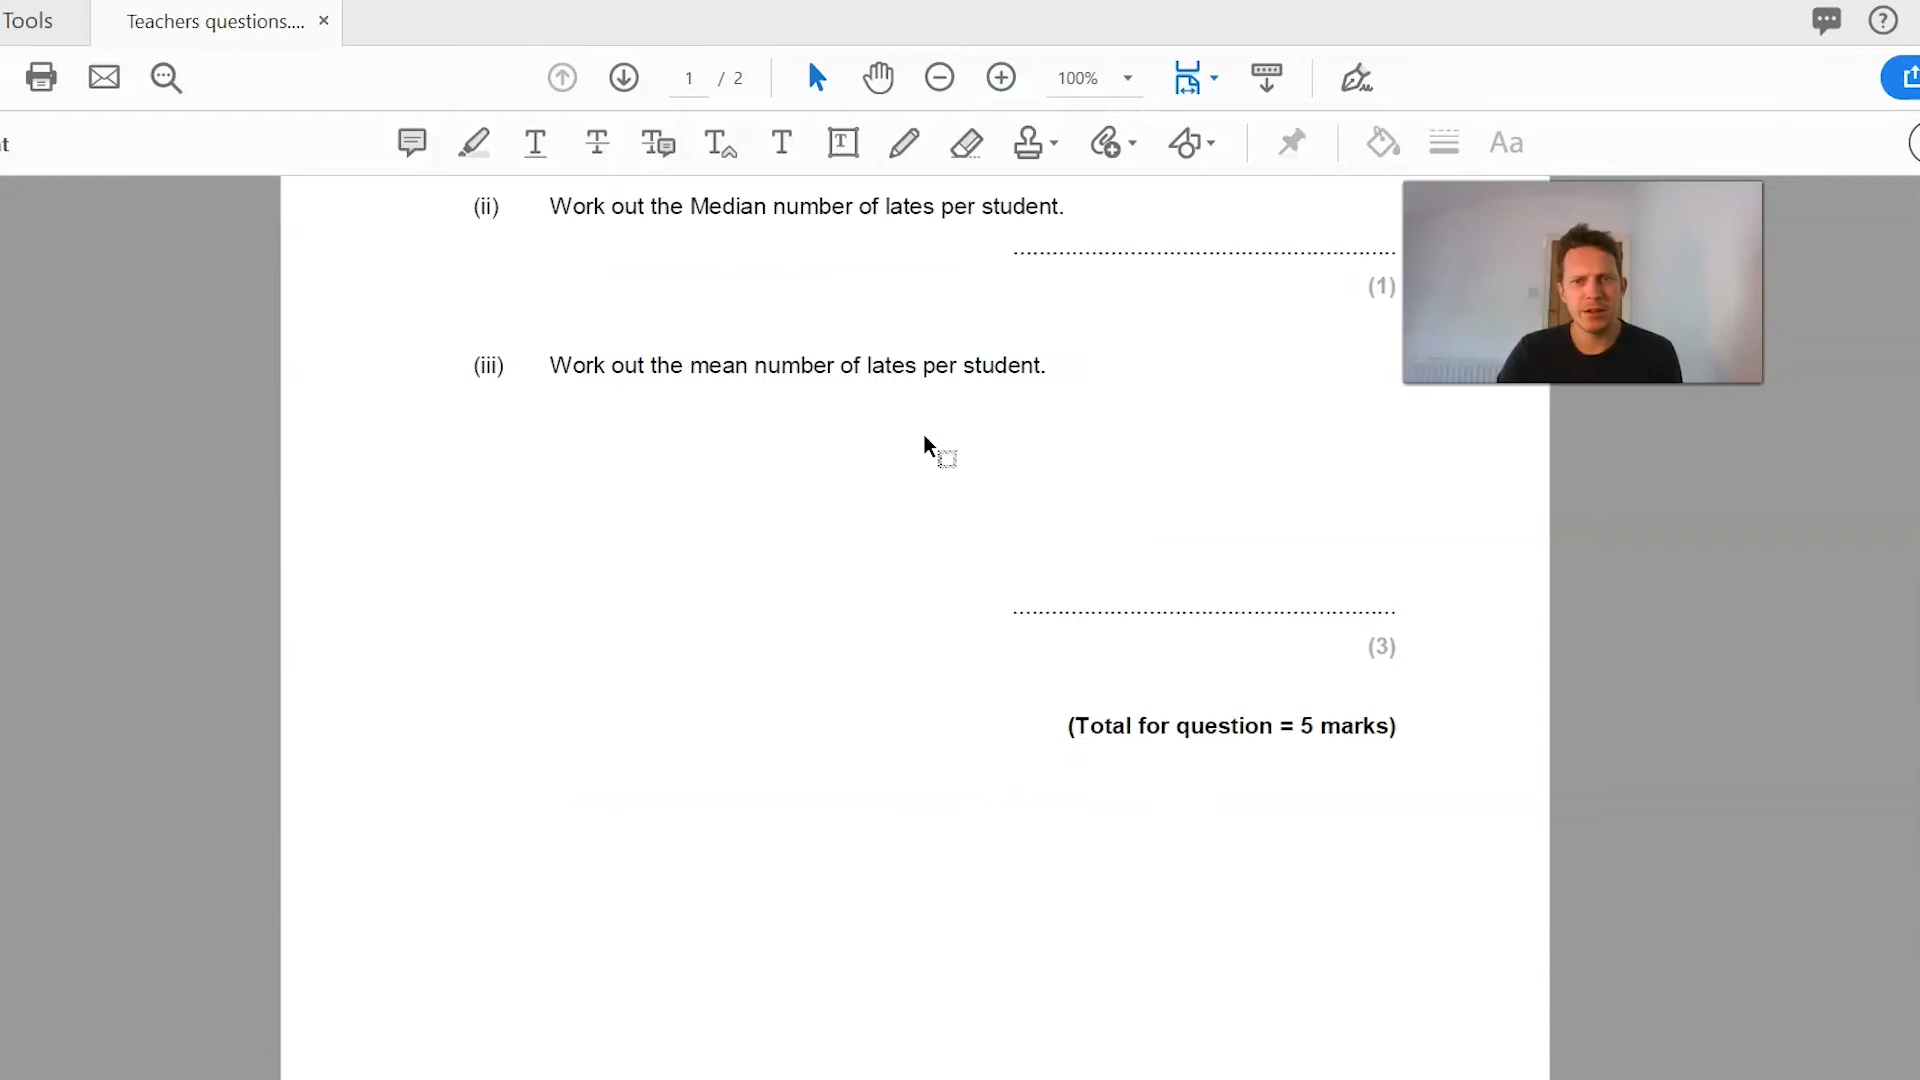 Tools
Teachers questions.... ×
?
1 / 2
100%
t
T T T T T T Aa
(ii) Work out the Median number of lates per student.
............................................................
(1)
(iii) Work out the mean number of lates per student.
............................................................
(3)
(Total for question = 5 marks)